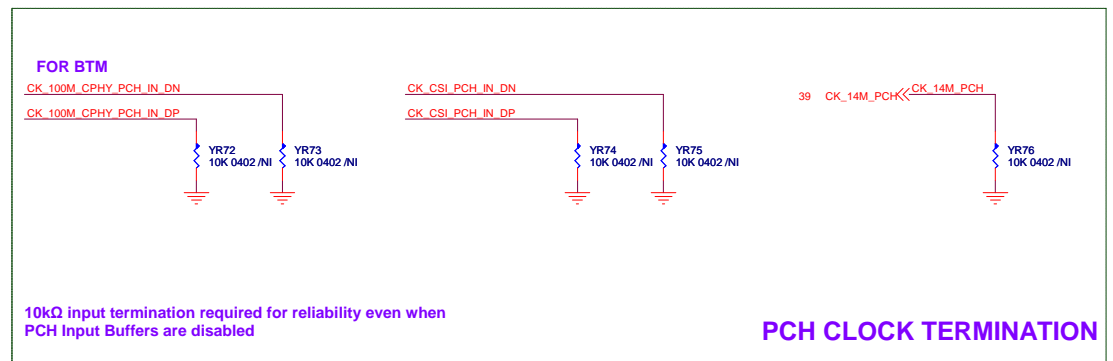 FOR BTM
CK_100M_CPHY_PCH_IN_DN
CK_100M_CPHY_PCH_IN_DP
YR72
10K 0402 /NI
YR73
10K 0402 /NI
CK_CSI_PCH_IN_DN
CK_CSI_PCH_IN_DP
YR74
10K 0402 /NI
YR75
10K 0402 /NI
39 CK_14M_PCH CK_14M_PCH
YR76
10K 0402 /NI
10kΩ input termination required for reliability even when
PCH Input Buffers are disabled
PCH CLOCK TERMINATION